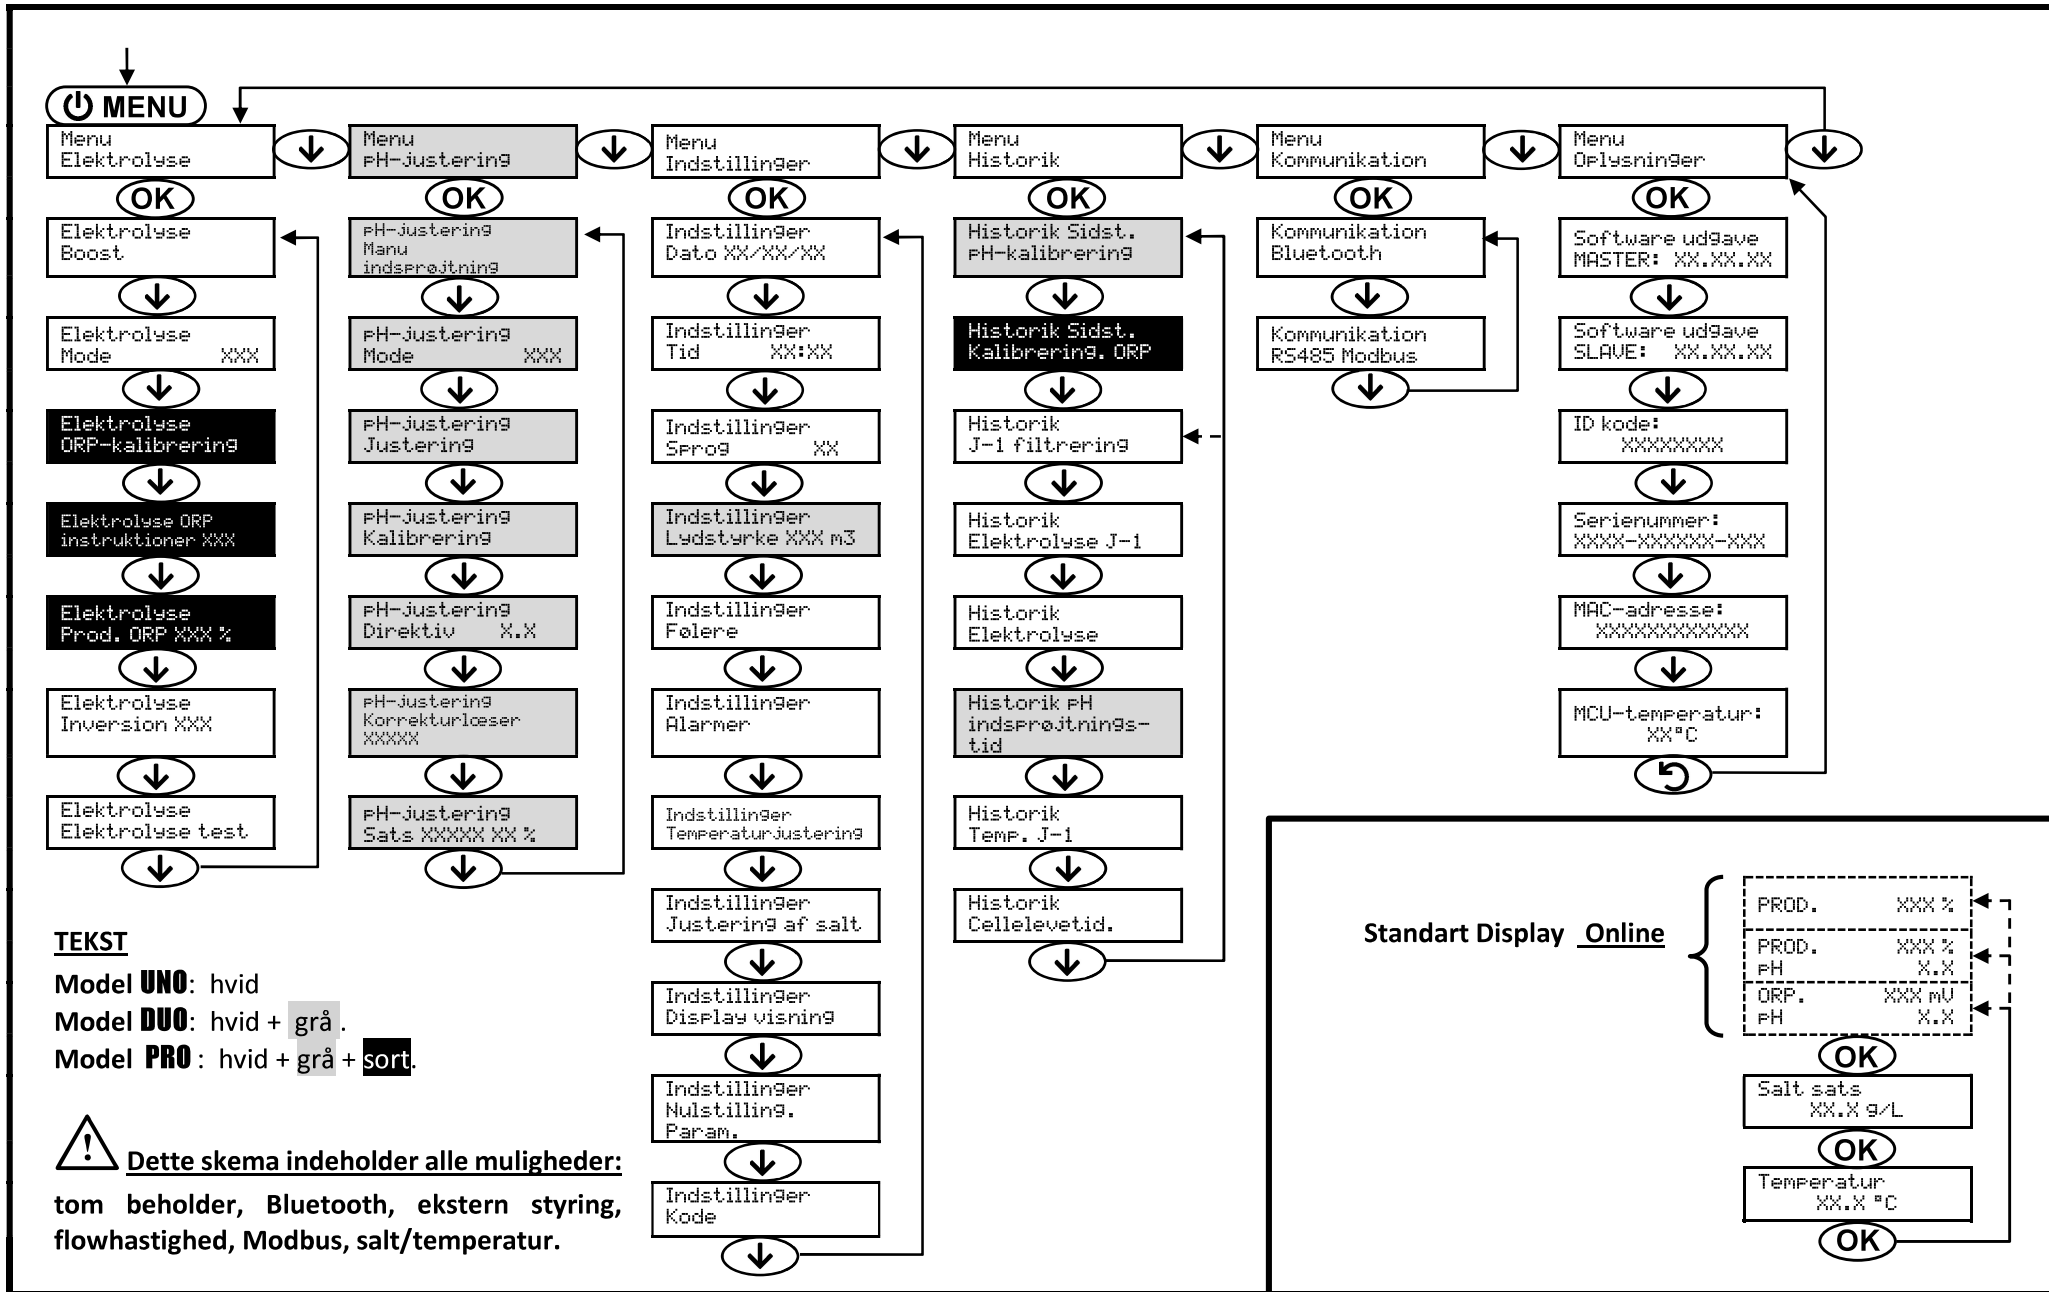 MENU
Menu
Elektrolyse
OK
Elektrolyse
Boost
Elektrolyse
Mode XXX
Elektrolyse
ORP-kalibrering
Elektrolyse ORP
instruktioner XXX
Elektrolyse
Prod. ORP XXX %
Elektrolyse
Inversion XXX
Elektrolyse
Elektrolyse test
Menu
pH-justering
OK
pH-justering
Manu
indsprøjtning
pH-justering
Mode XXX
pH-justering
Justering
pH-justering
Kalibrering
pH-justering
Direktiv X.X
pH-justering
Korrekturlæser
XXXXX
pH-justering
Sats XXXXX XX %
Menu
Indstillinger
OK
Indstillinger
Dato XX/XX/XX
Indstillinger
Tid XX:XX
Indstillinger
Sprog XX
Indstillinger
Lydstyrke XXX m3
Indstillinger
Følere
Indstillinger
Alarmer
Indstillinger
Temperaturjustering
Indstillinger
Justering af salt
Indstillinger
Display visning
Indstillinger
Nulstilling.
Param.
Indstillinger
Kode
Menu
Historik
OK
Historik Sidst.
pH-kalibrering
Historik Sidst.
Kalibrering. ORP
Historik
J-1 filtrering
Historik
Elektrolyse J-1
Historik
Elektrolyse
Historik pH
indsprøjtnings-
tid
Historik
Temp. J-1
Historik
Cellelevetid.
Menu
Kommunikation
OK
Kommunikation
Bluetooth
Kommunikation
RS485 Modbus
Menu
Oplysninger
OK
Software udgave
MASTER: XX.XX.XX
Software udgave
SLAVE: XX.XX.XX
ID kode:
XXXXXXXX
Serienummer:
XXXX-XXXXXX-XXX
MAC-adresse:
XXXXXXXXXXXX
MCU-temperatur:
XX°C
TEKST
Model UNO: hvid
Model DUO: hvid + grå .
Model PRO : hvid + grå + sort.
! Dette skema indeholder alle muligheder:
tom beholder, Bluetooth, ekstern styring,
flowhastighed, Modbus, salt/temperatur.
Standart Display Online
PROD. XXX %
PROD. XXX %
pH X.X
ORP. XXX mV
pH X.X
OK
Salt sats
XX.X g/L
OK
Temperatur
XX.X °C
OK